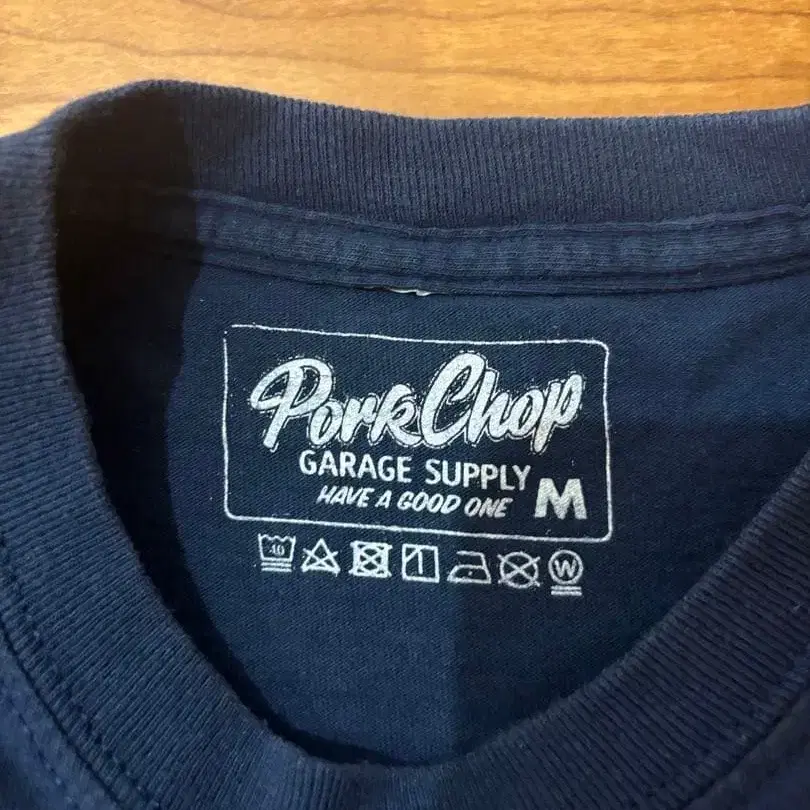 PorkChop
GARAGE SUPPLY
HAVE A GOOD ONE M
40 W